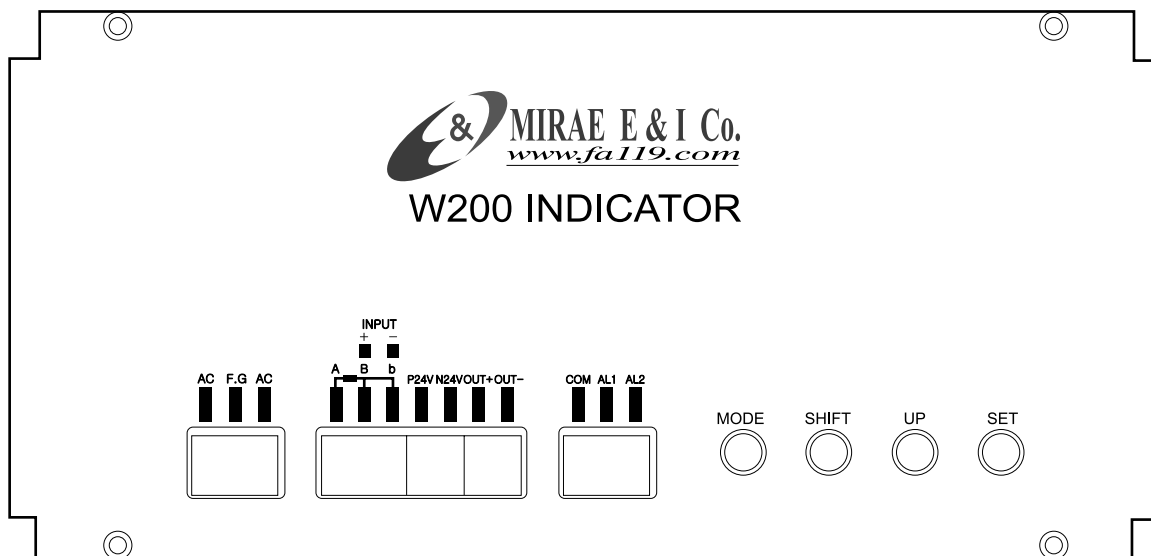 &
MIRAE E & I Co.
www.fa119.com
W200 INDICATOR
INPUT
+ -
A B b
AC F.G AC
P24V N24V OUT+ OUT-
COM AL1 AL2
MODE SHIFT UP SET